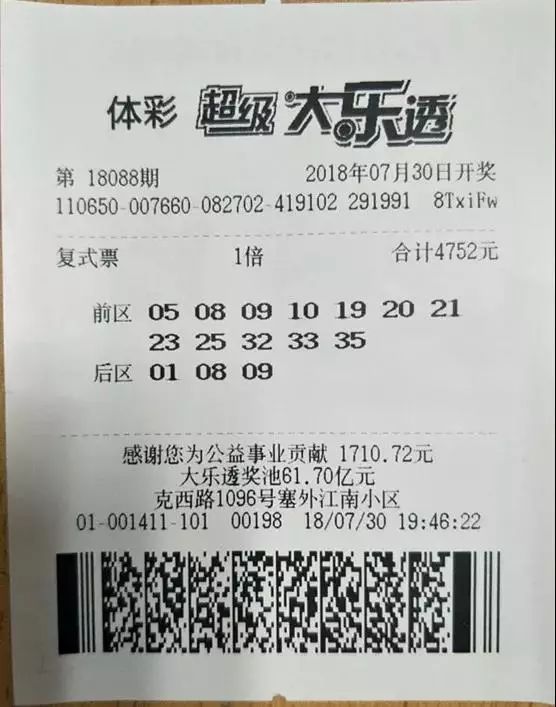 体彩 超级大乐透
第 18088期 2018年07月30日开奖
110650-007660-082702-419102 291991 8TxiFw
复式票 1倍 合计4752元
前区 05 08 09 10 19 20 21
23 25 32 33 35
后区 01 08 09
感谢您为公益事业贡献 1710.72元
大乐透奖池61.70亿元
克西路1096号塞外江南小区
01-001411-101 00198 18/07/30 19:46:22